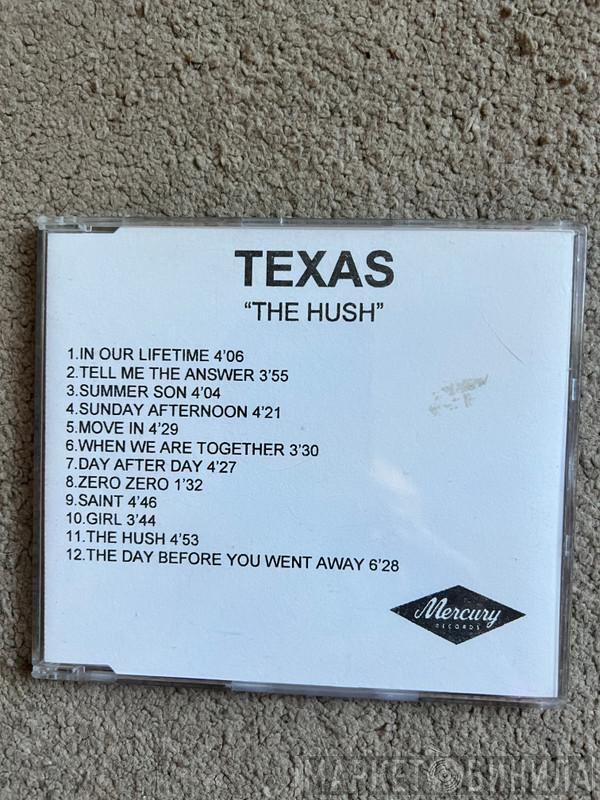 TEXAS
“THE HUSH”
1.IN OUR LIFETIME 4’06
2.TELL ME THE ANSWER 3’55
3.SUMMER SON 4’04
4.SUNDAY AFTERNOON 4’21
5.MOVE IN 4’29
6.WHEN WE ARE TOGETHER 3’30
7.DAY AFTER DAY 4’27
8.ZERO ZERO 1’32
9.SAINT 4’46
10.GIRL 3’44
11.THE HUSH 4’53
12.THE DAY BEFORE YOU WENT AWAY 6’28
Mercury
RECORDS
МАРКЕТ ВИНИЛА